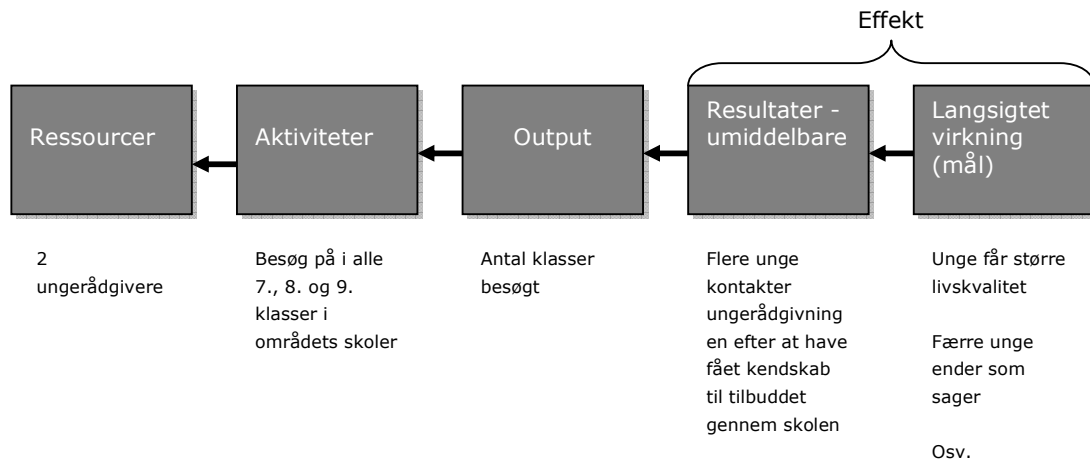 Effekt
Ressourcer
Aktiviteter
Output
Resultater -
umiddelbare
Langsigtet
virkning
(mål)
2
ungerådgivere
Besøg på i alle
7., 8. og 9.
klasser i
områdets skoler
Antal klasser
besøgt
Flere unge
kontakter
ungerådgivning
en efter at have
fået kendskab
til tilbuddet
gennem skolen
Unge får større
livskvalitet
Færre unge
ender som
sager
Osv.